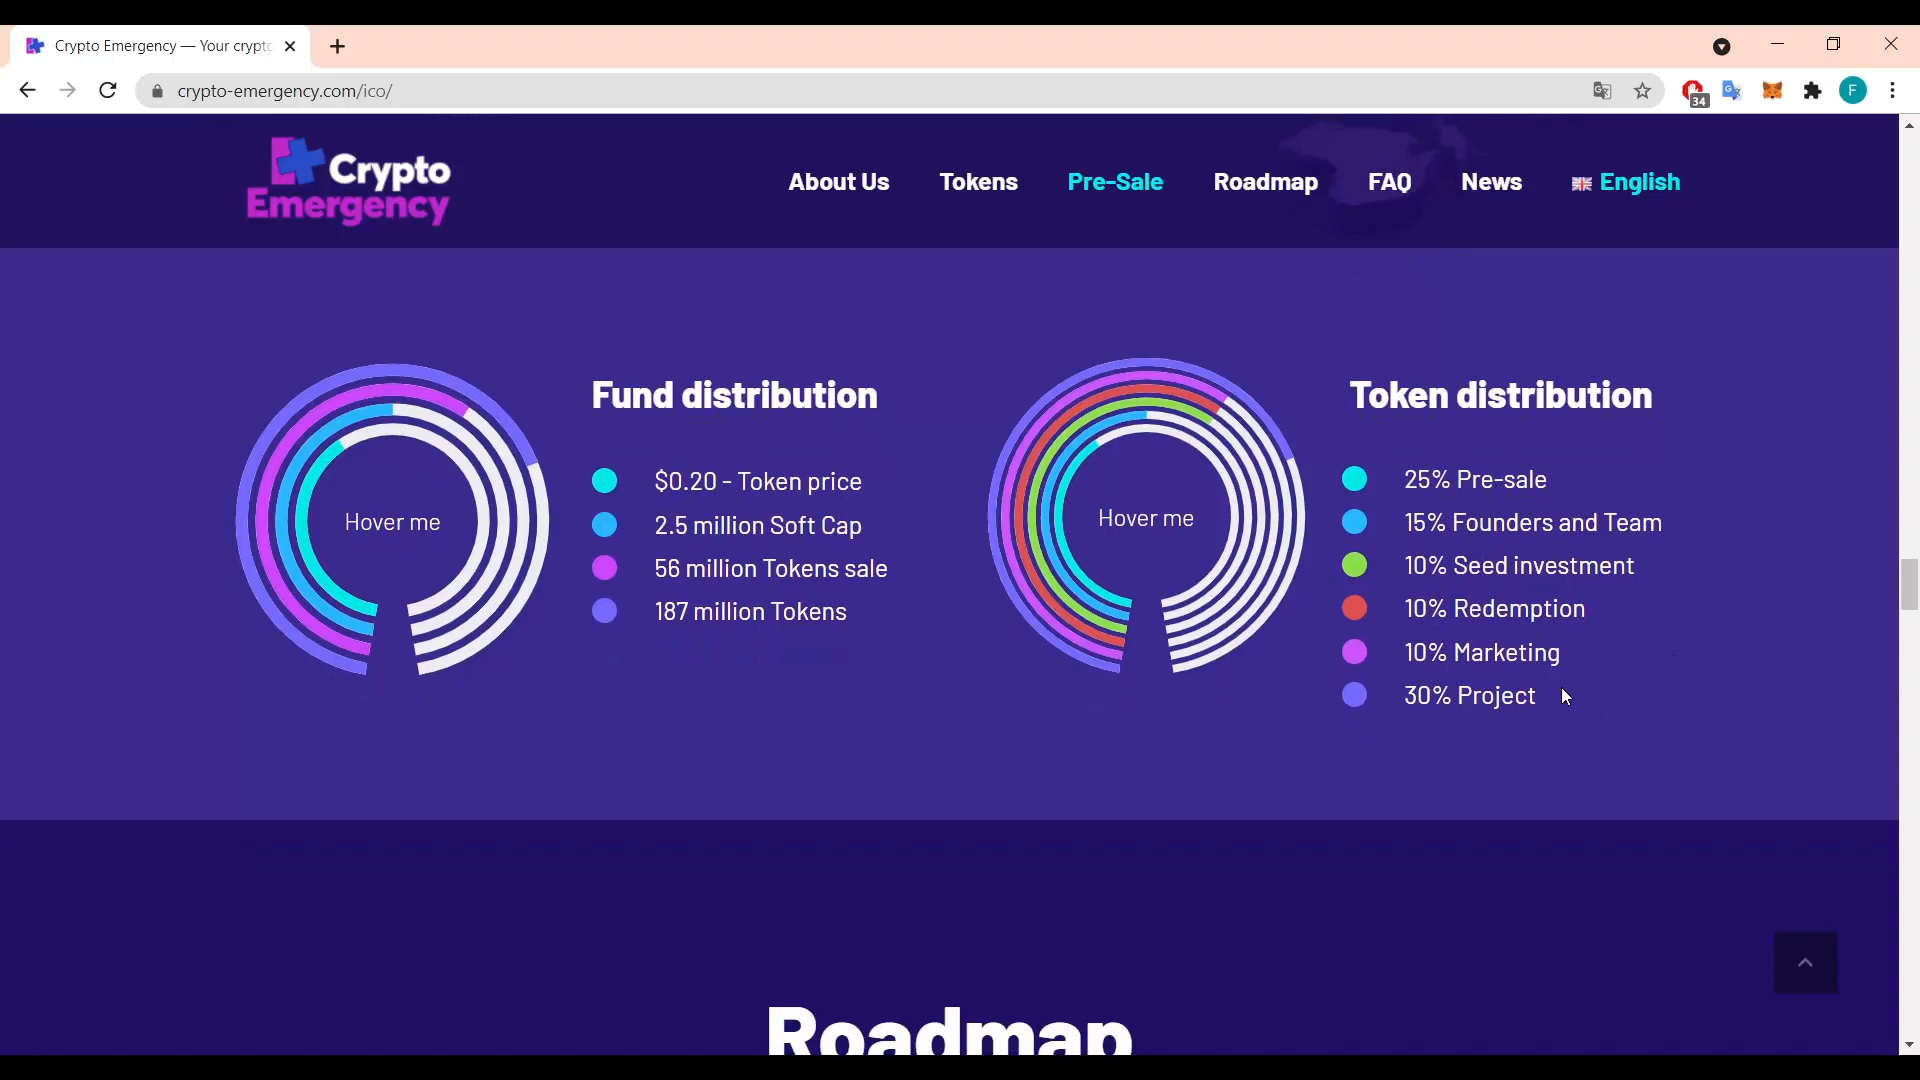 Crypto Emergency — Your crypto
crypto-emergency.com/ico/
34
F
Crypto
Emergency
About Us
Tokens
Pre-Sale
Roadmap
FAQ
News
English
Hover me
Fund distribution
$0.20 - Token price
2.5 million Soft Cap
56 million Tokens sale
187 million Tokens
Hover me
Token distribution
25% Pre-sale
15% Founders and Team
10% Seed investment
10% Redemption
10% Marketing
30% Project
Roadmap